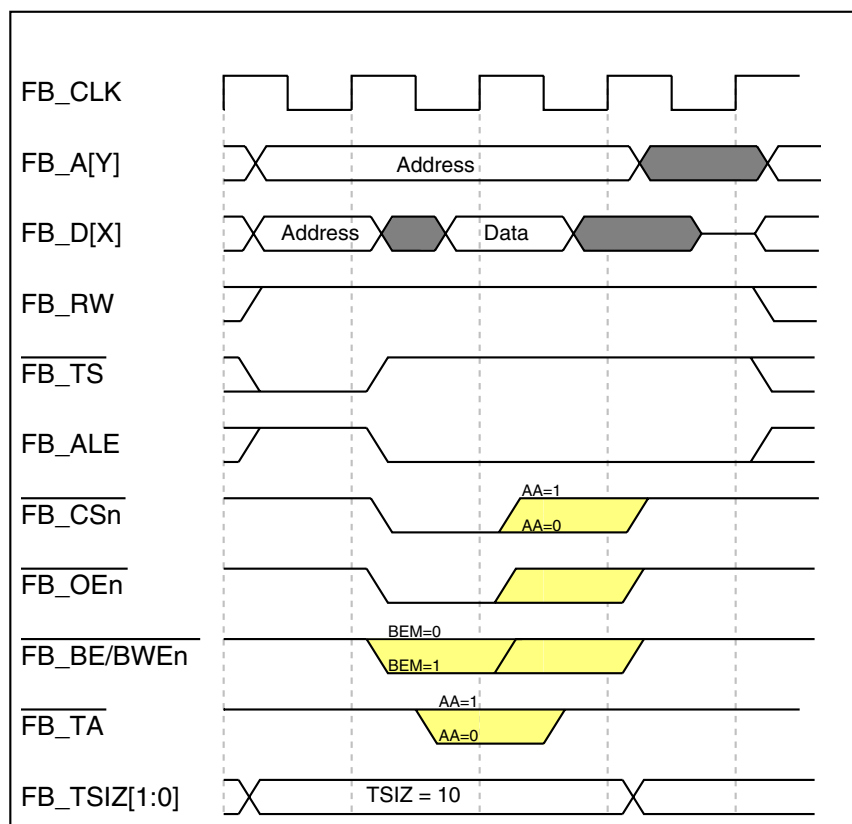 FB_CLK
FB_A[Y]
Address
FB_D[X]
Address
Data
FB_RW
FB_TS
FB_ALE
FB_CSn
AA=1
AA=0
FB_OEn
FB_BE/BWEn
BEM=0
BEM=1
FB_TA
AA=1
AA=0
FB_TSIZ[1:0]
TSIZ = 10